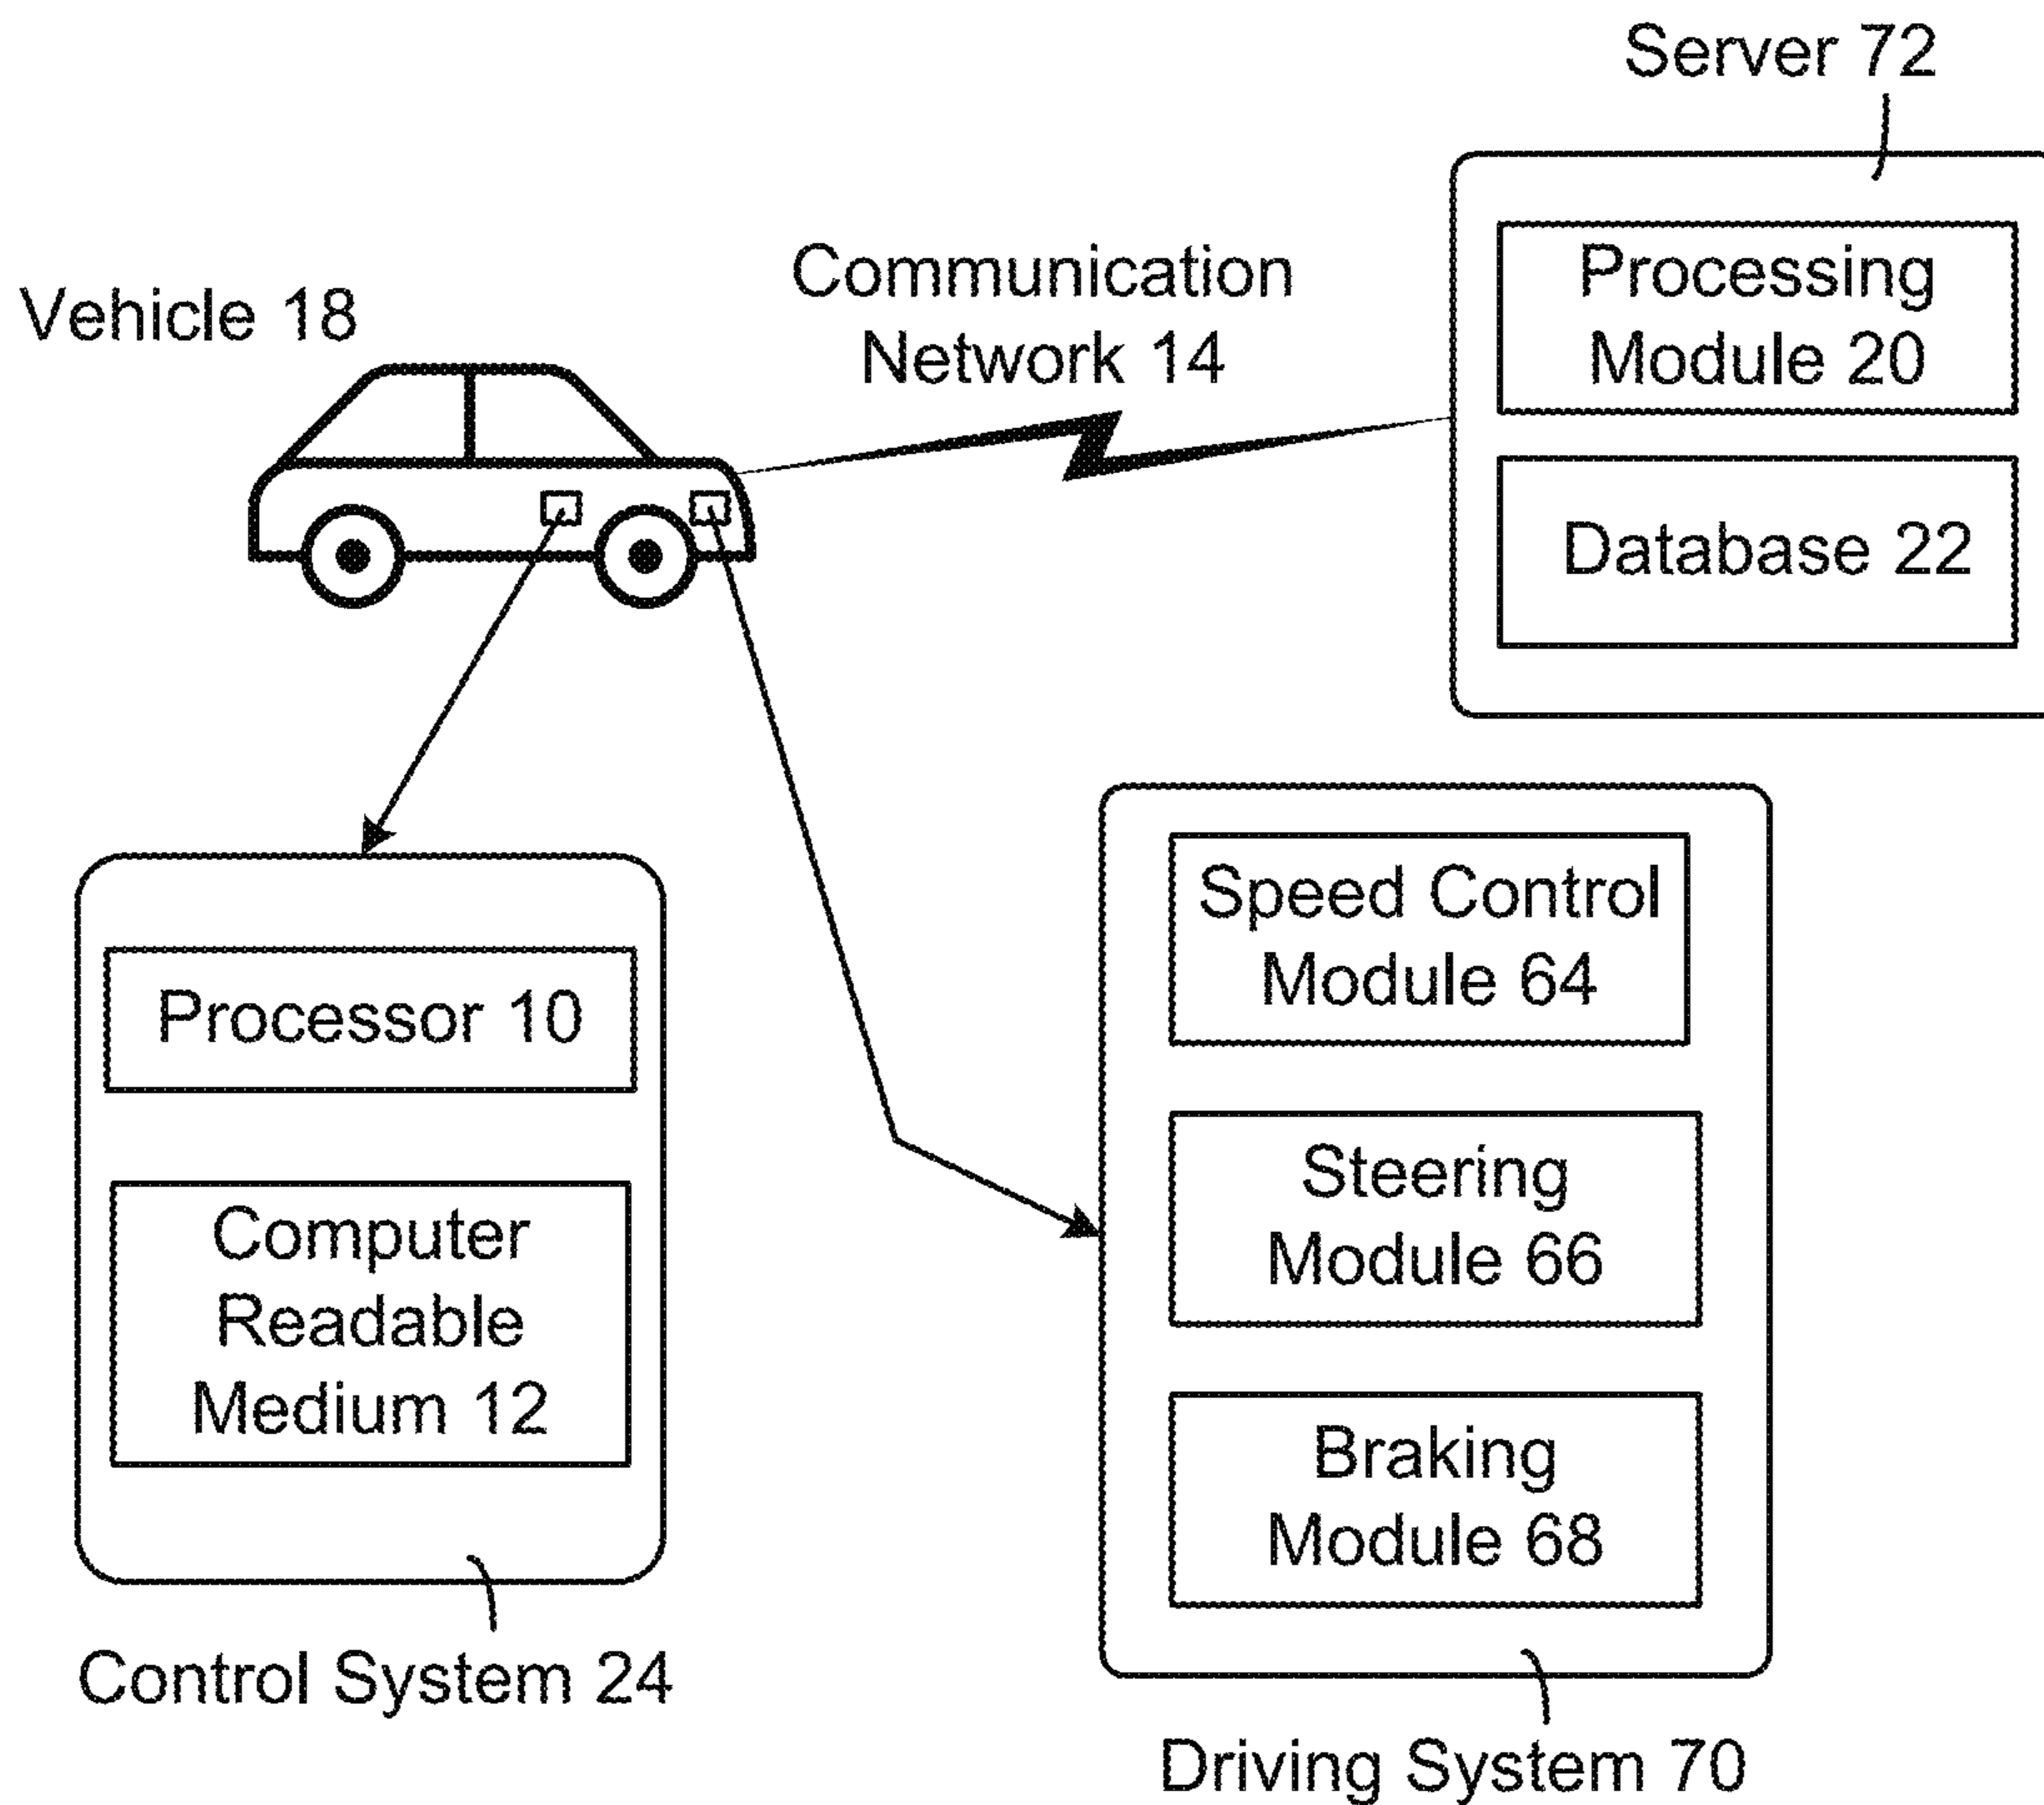 Server 72
Processing
Module 20
Database 22
Communication
Network 14
Vehicle 18
Processor 10
Computer
Readable
Medium 12
Control System 24
Speed Control
Module 64
Steering
Module 66
Braking
Module 68
Driving System 70